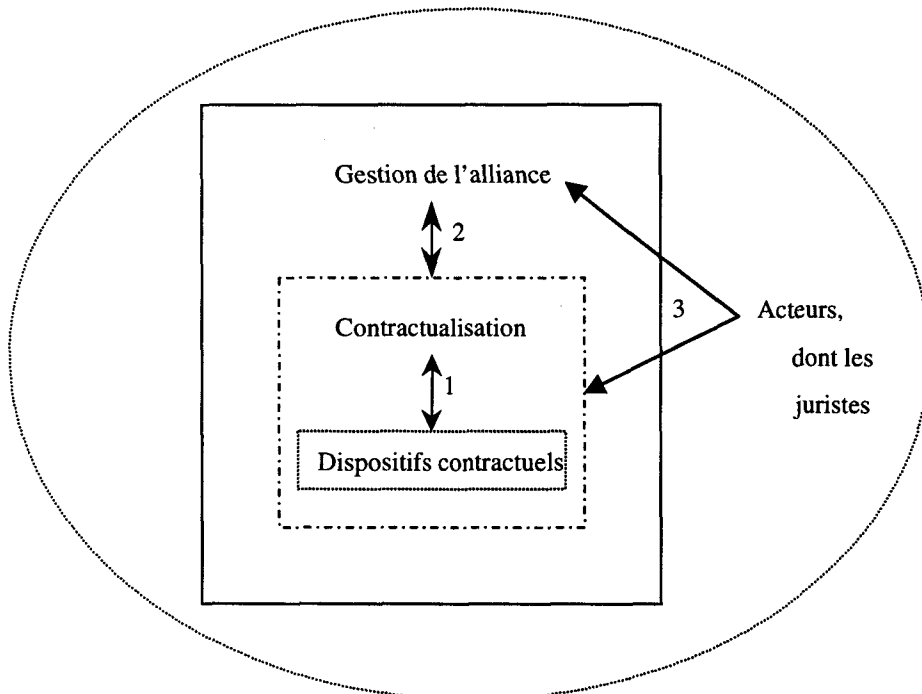 Gestion de l'alliance
2
Contractualisation
3
Acteurs,
dont les
juristes
1
Dispositifs contractuels